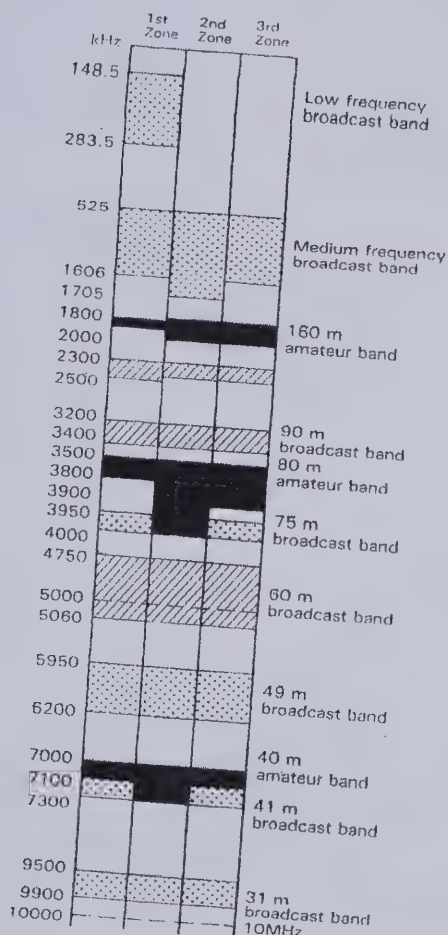 1st
Zone
2nd
Zone
3rd
Zone
kHz
148.5
283.5
Low frequency
broadcast band
525
1606
1705
Medium frequency
broadcast band
1800
2000
160 m
amateur band
2300
2500
3200
3400
90 m
broadcast band
3500
3800
80 m
amateur band
3900
3950
4000
75 m
broadcast band
4750
5000
5060
60 m
broadcast band
5950
6200
49 m
broadcast band
7000
7100
7300
40 m
amateur band
41 m
broadcast band
9500
9900
10000
31 m
broadcast band
10MHz